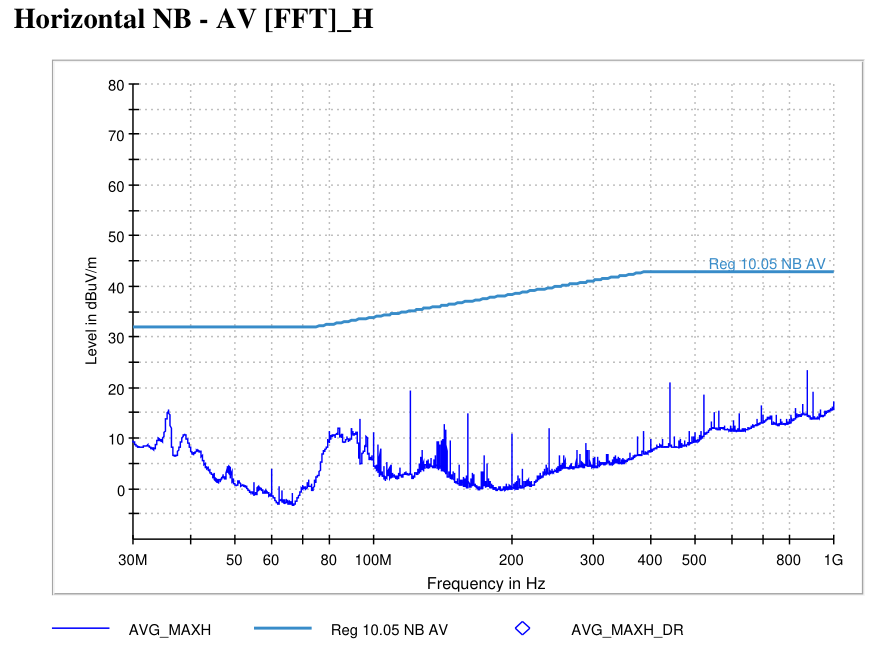 Horizontal NB - AV [FFT]_H
80
70
60
50
40
30
20
10
0
Level in dBuV/m
Reg 10.05 NB AV
30M 50 60 80 100M 200 300 400 500 800 1G
Frequency in Hz
AVG_MAXH Reg 10.05 NB AV AVG_MAXH_DR